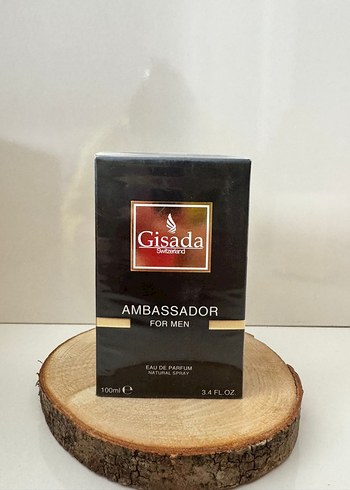 Gisada
Switzerland
AMBASSADOR
FOR MEN
EAU DE PARFUM
NATURAL SPRAY
100ml ℮ 3.4 FL.OZ.